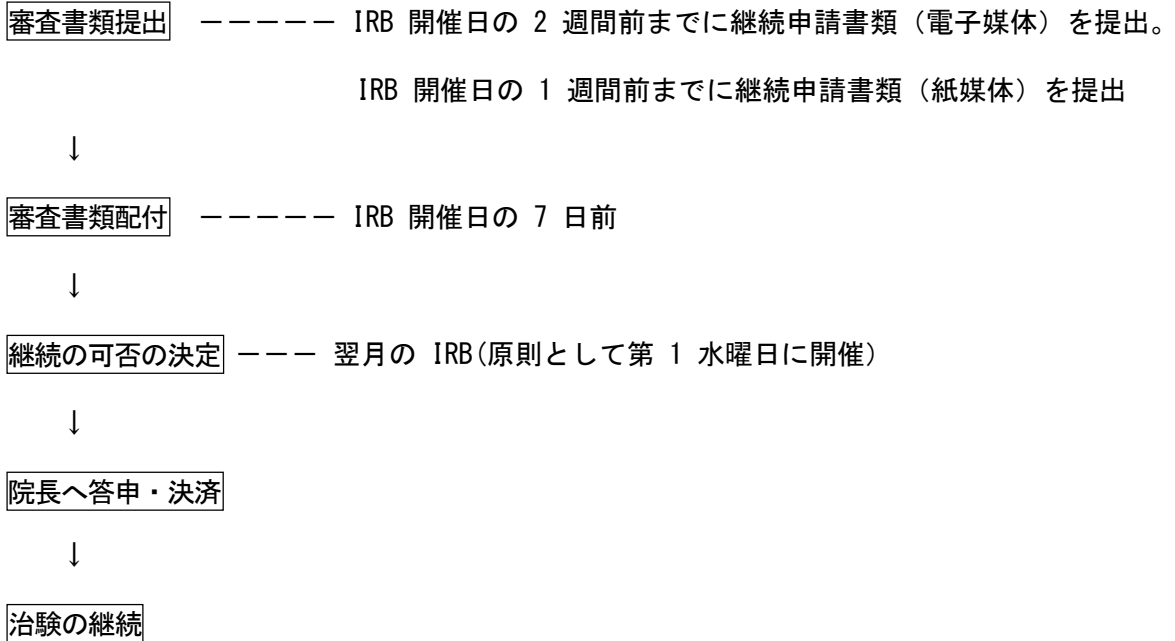 審査書類提出 －－－－－ IRB 開催日の 2 週間前までに継続申請書類（電子媒体）を提出。
IRB 開催日の 1 週間前までに継続申請書類（紙媒体）を提出
↓
審査書類配付 －－－－－ IRB 開催日の 7 日前
↓
継続の可否の決定 －－－ 翌月の IRB(原則として第 1 水曜日に開催)
↓
院長へ答申・決済
↓
治験の継続